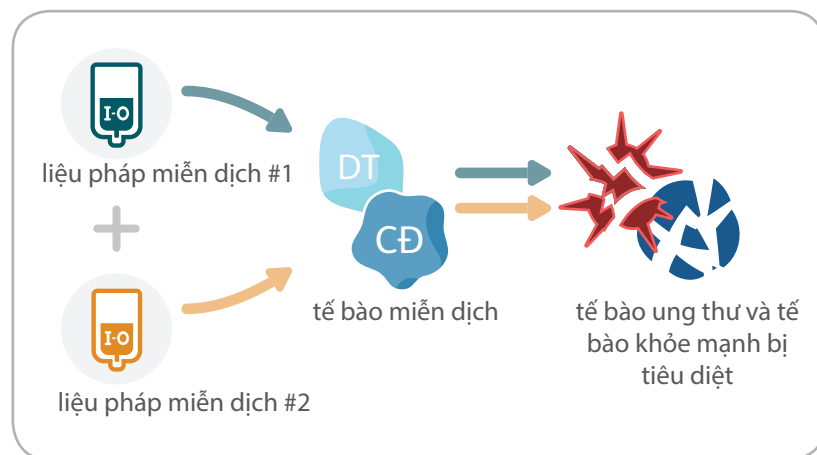 I-O
liệu pháp miễn dịch #1
I-O
liệu pháp miễn dịch #2
DT
CĐ
tế bào miễn dịch
tế bào ung thư và tế
bào khỏe mạnh bị
tiêu diệt